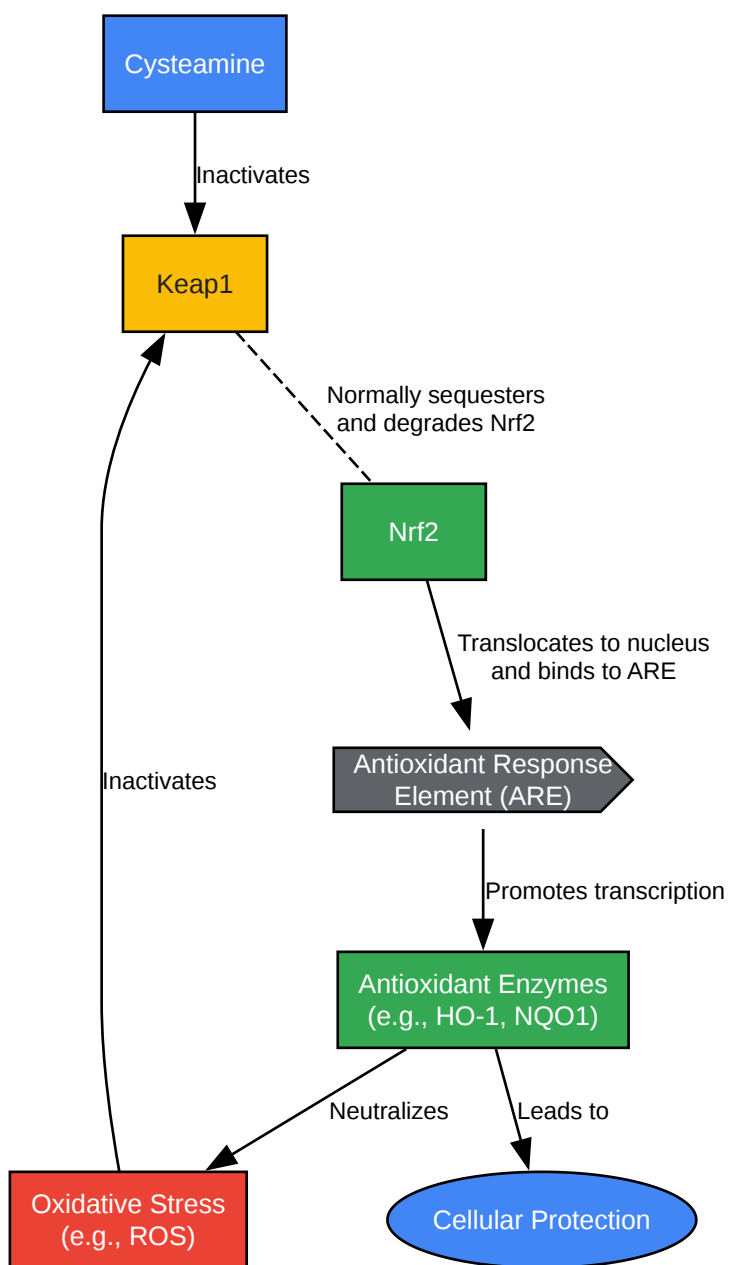 Cysteamine
Inactivates
Keap1
Normally sequesters
and degrades Nrf2
Nrf2
Translocates to nucleus
and binds to ARE
Inactivates
Antioxidant Response
Element (ARE)
Promotes transcription
Antioxidant Enzymes
(e.g., HO-1, NQO1)
Neutralizes
Leads to
Oxidative Stress
(e.g., ROS)
Cellular Protection